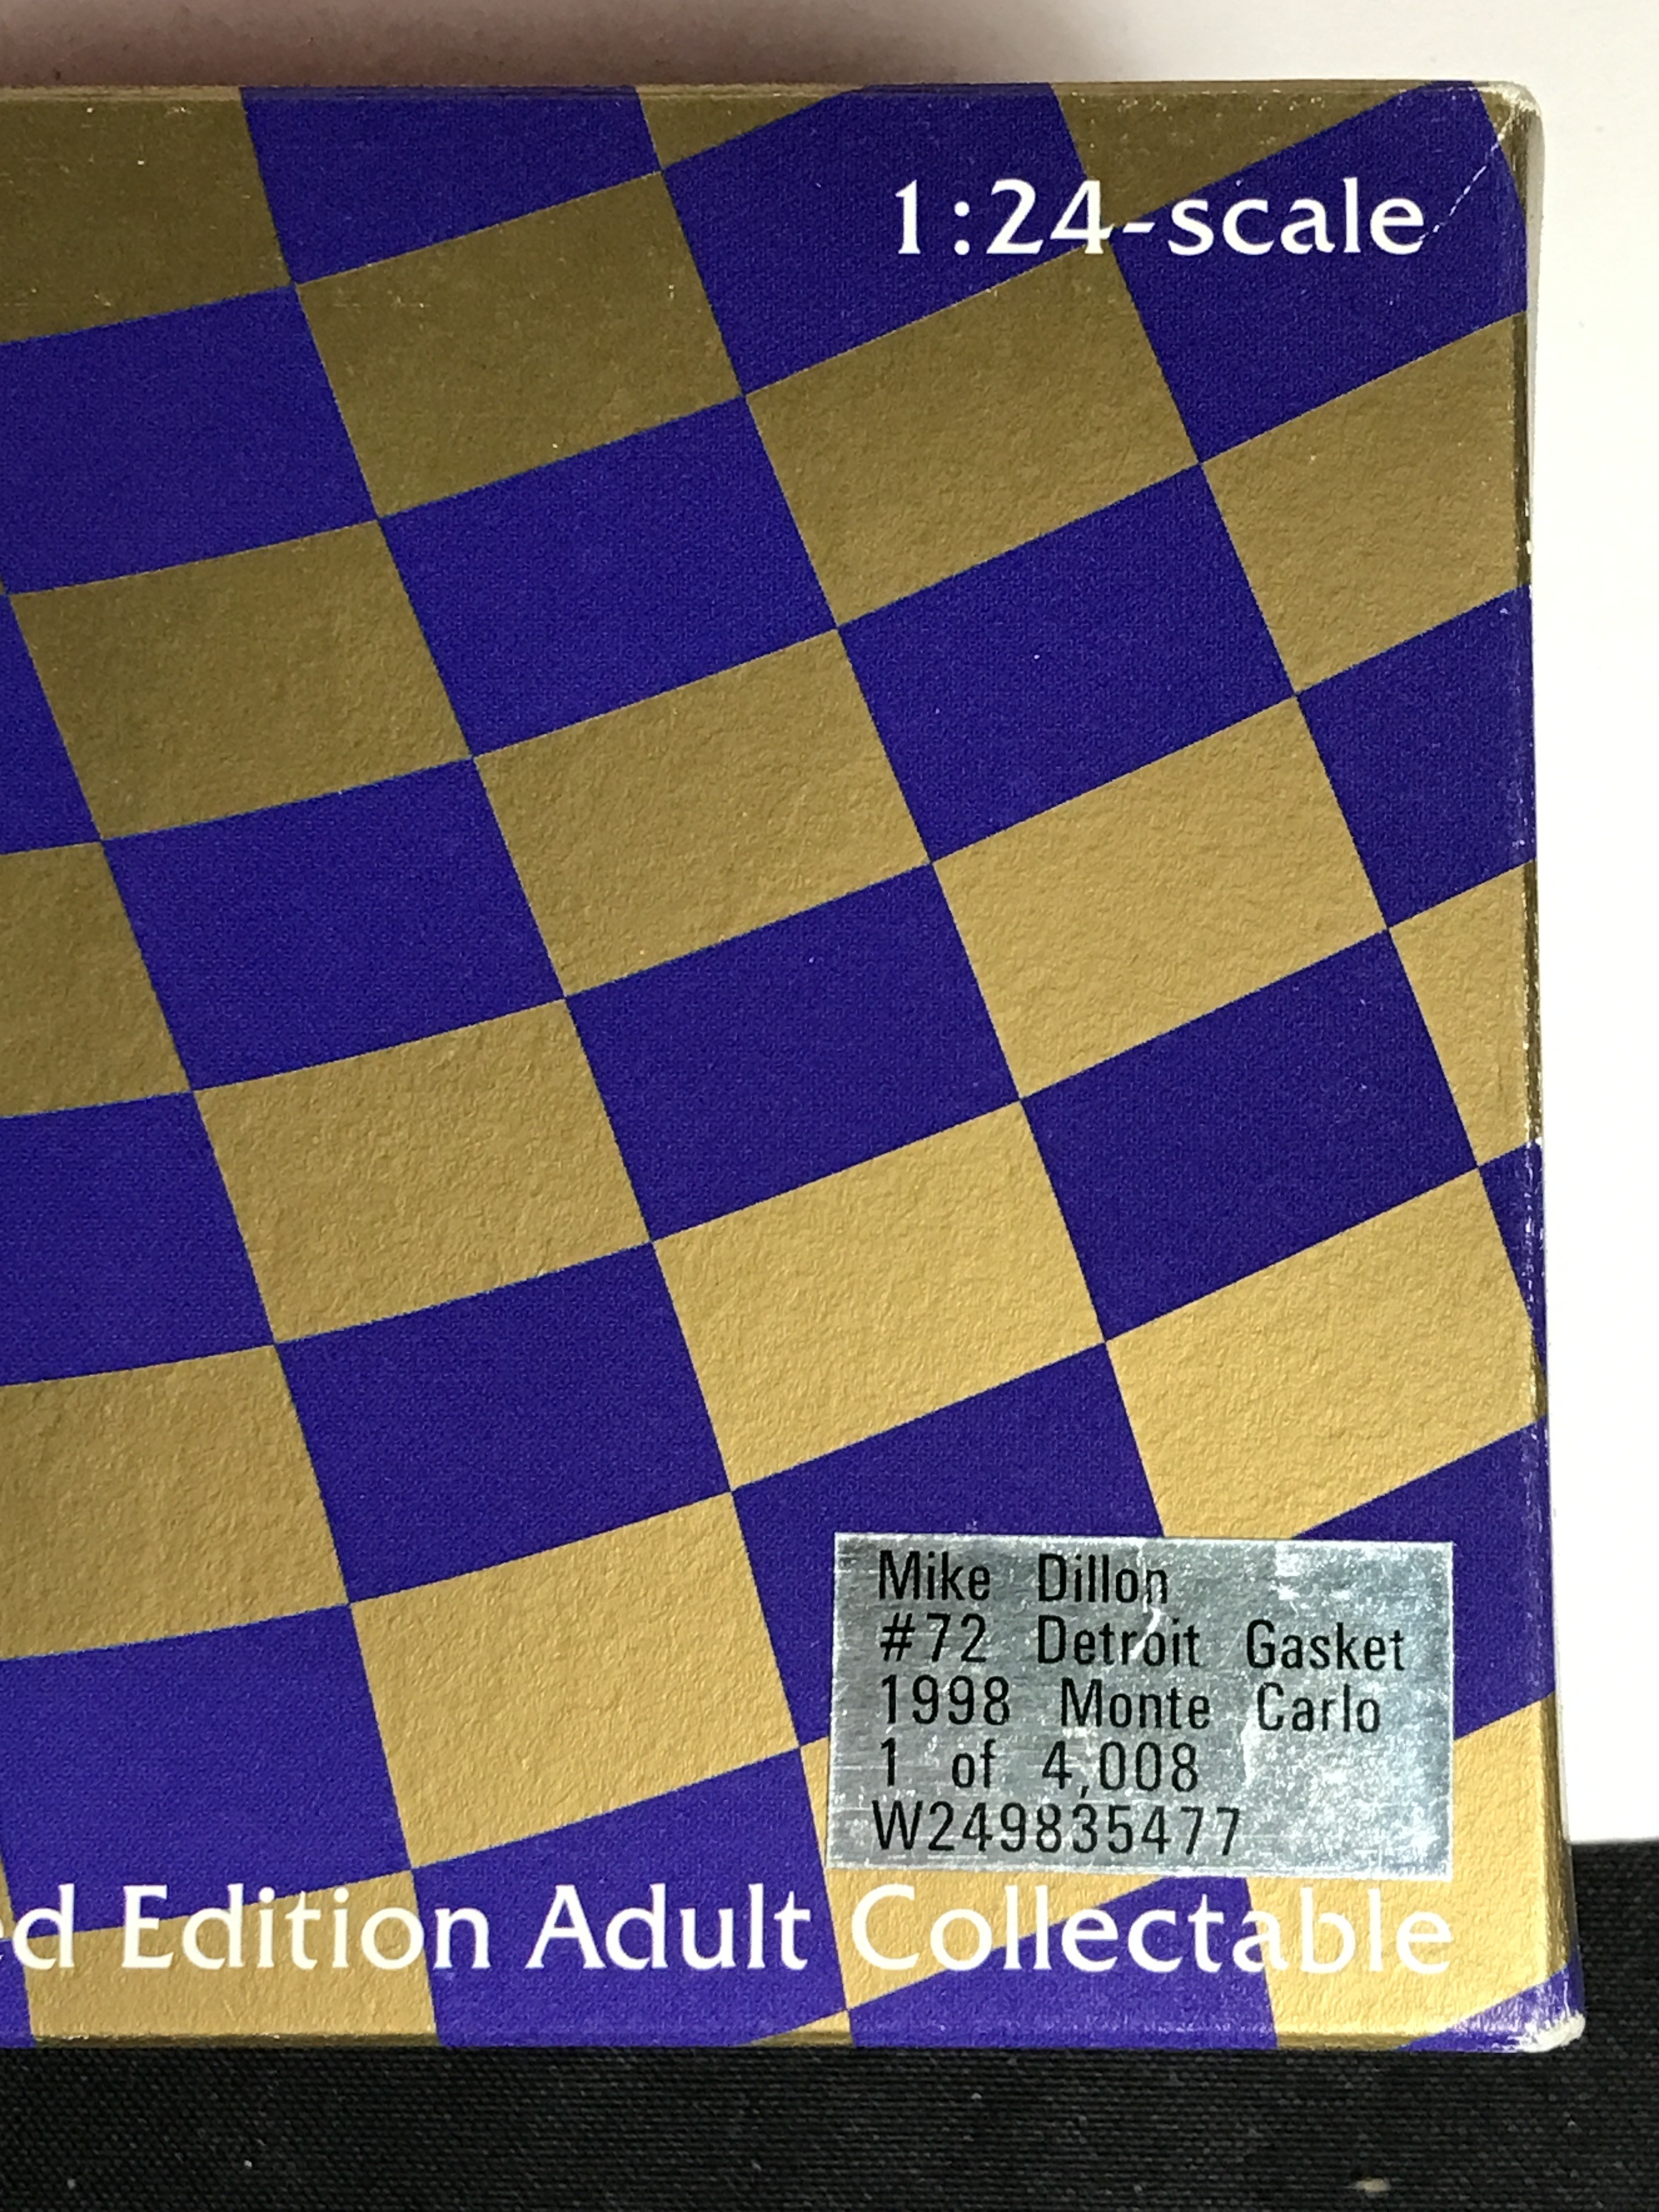 1:24-scale
Mike Dillon
#72 Detroit Gasket
1998 Monte Carlo
1 of 4,008
W249835477
Edition Adult Collectable